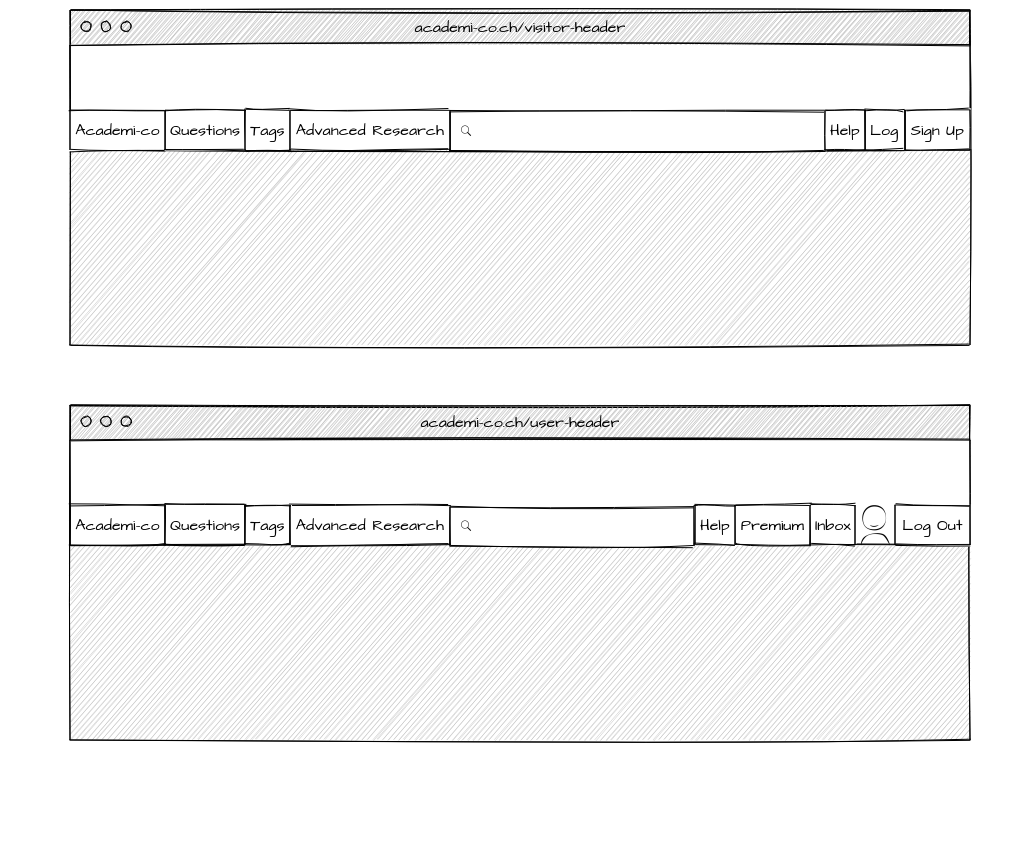 academi-co.ch/visitor-header
Academi-co Questions Tags Advanced Research Help Log Sign Up
academi-co.ch/user-header
Academi-co Questions Tags Advanced Research Help Premium Inbox Log Out